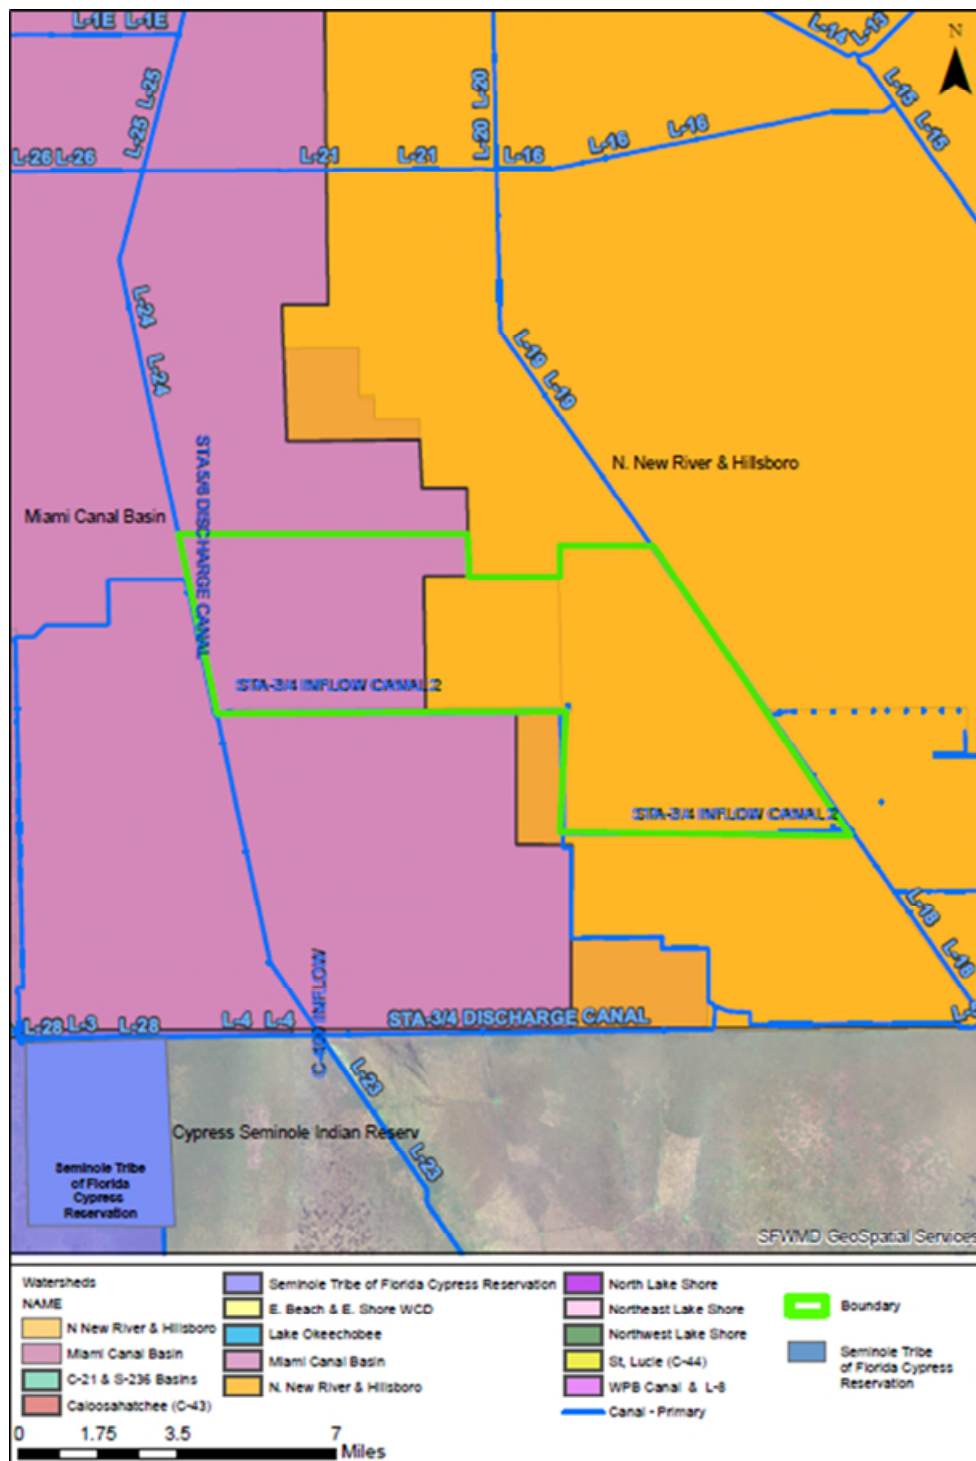 L-1E L-1E
L-14 L-13
N
L-25 L-25
L-20 L-20
L-15 L-15
L-26 L-26
L-21 L-21
L-16 L-16 L-16
L-24 L-24
L-19 L-19
STA5/6 DISCHARGE CANAL
N. New River & Hillsboro
Miami Canal Basin
STA-3/4 INFLOW CANAL 2
STA-3/4 INFLOW CANAL 2
L-18 L-18
L-28 L-3 L-28 L-4 L-4
INFLOW
STA-3/4 DISCHARGE CANAL
L-23 L-23
Cypress Seminole Indian Reserv
Seminole Tribe
of Florida
Cypress
Reservation
SFWMD GeoSpatial Services
Watersheds
NAME
N New River & Hillsboro
Miami Canal Basin
C-21 & S-236 Basins
Caloosahatchee (C-43)
Seminole Tribe of Florida Cypress Reservation
E. Beach & E. Shore WCD
Lake Okeechobee
Miami Canal Basin
N. New River & Hillsboro
North Lake Shore
Northeast Lake Shore
Northwest Lake Shore
St, Lucie (C-44)
WPB Canal & L-8
Canal - Primary
Boundary
Seminole Tribe
of Florida Cypress
Reservation
0 1.75 3.5 7
Miles